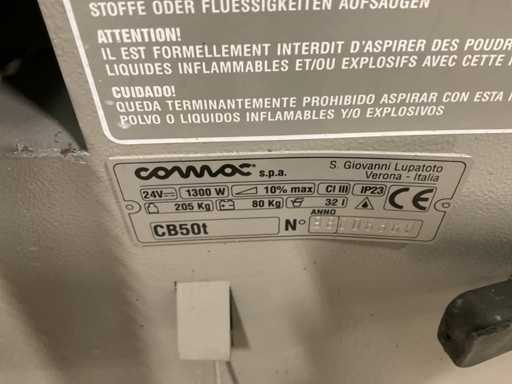 STOFFE ODER FLÜESSIGKEITEN AUFSAUGEN
ATTENTION!
IL EST FORMELLEMENT INTERDIT D'ASPIRER DES POUDR
LIQUIDES INFLAMMABLES ET/OU EXPLOSIFS AVEC CETTE
CUIDADO!
QUEDA TERMINANTEMENTE PROHIBIDO ASPIRAR CON ESTA
POLVO O LIQUIDOS INFLAMABLES Y/O EXPLOSIVOS
comac s.p.a.
S. Giovanni Lupatoto
Verona - Italia
24V 1300 W 10% max Cl III IP23 CE
205 Kg 80 Kg 32 l
ANNO
CB50t N°